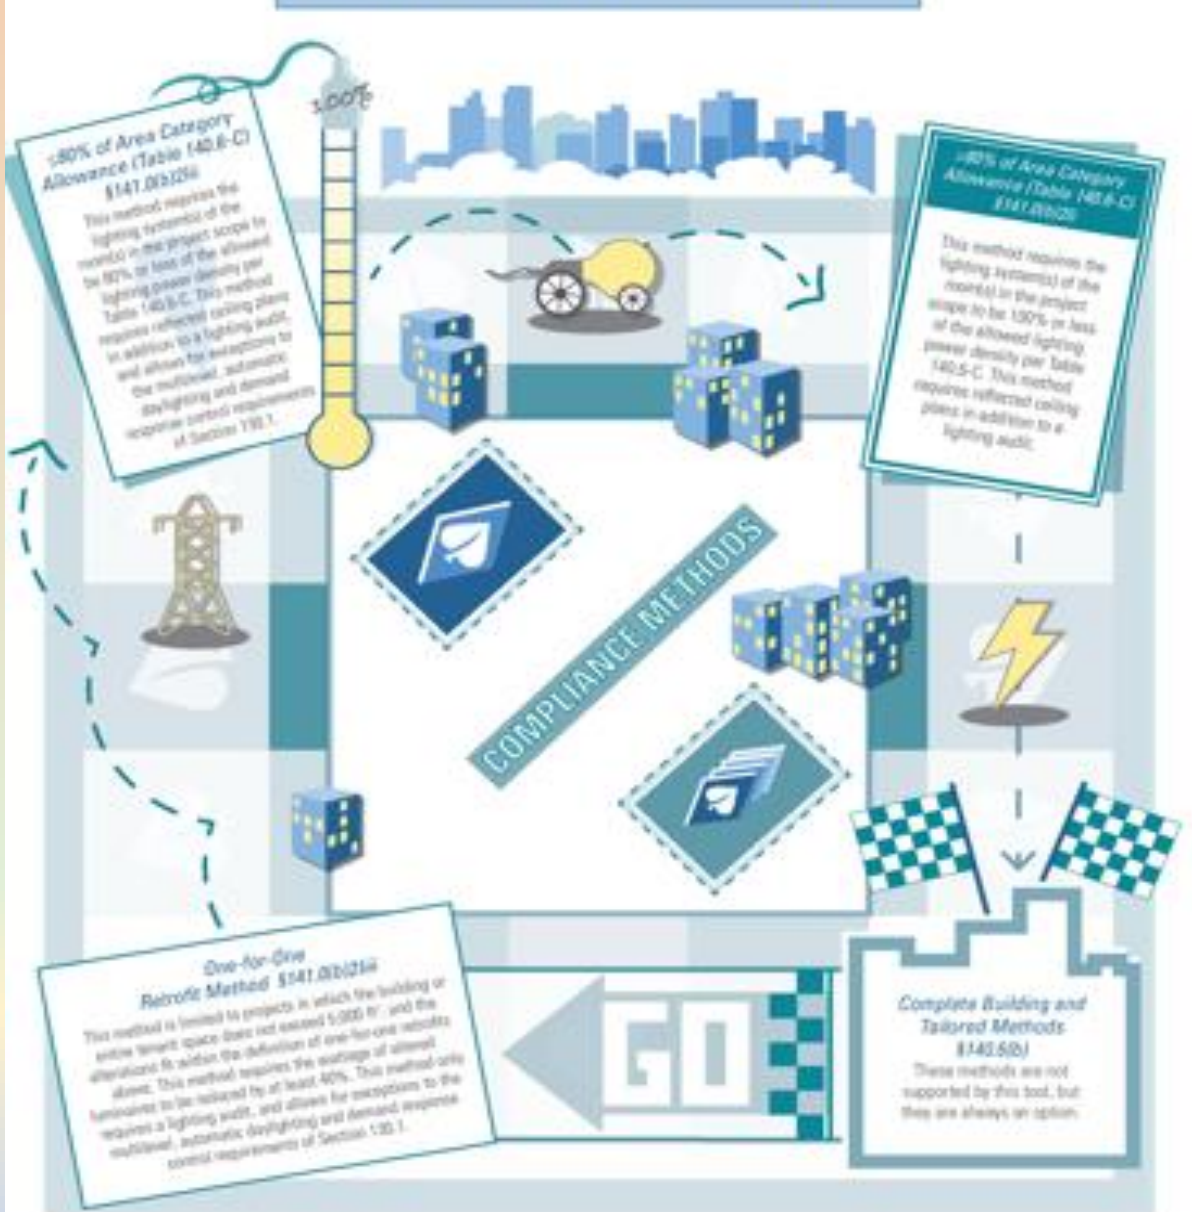 100%
≤80% of Area Category
Allowance (Table 140.6-C)
§141.0(b)2Iii
This method requires the
lighting system(s) of the
room(s) in the project scope to
be 80% or less of the allowed
lighting power density per
Table 140.6-C. This method
requires reflected ceiling plans
in addition to a lighting audit,
and allows for exceptions to
the multilevel, automatic
daylighting and demand
response control requirements
of Section 130.1.
of Area Category
Allowance (Table 140.6-C)
This method requires the
lighting system(s) of the
room(s) in the project
scope to be 100% or less
of the allowed lighting
power density per Table
140.6-C. This method
requires reflected ceiling
plans in addition to a
lighting audit.
COMPLIANCE METHODS
One-for-One
Retrofit Method
This method is limited to projects in which the building or
entire tenant space does not exceed 5,000 ft², and the
alterations fit within the definition of one-for-one retrofits
above. This method requires the wattage of altered
luminaires to be reduced by at least 40%. This method only
requires a lighting audit, and allows for exceptions to the
multilevel, automatic daylighting and demand response
control requirements of Section 130.1.
GO
Complete Building and
Tailored Methods
§140.6(b)
These methods are not
supported by this tool, but
they are always an option.